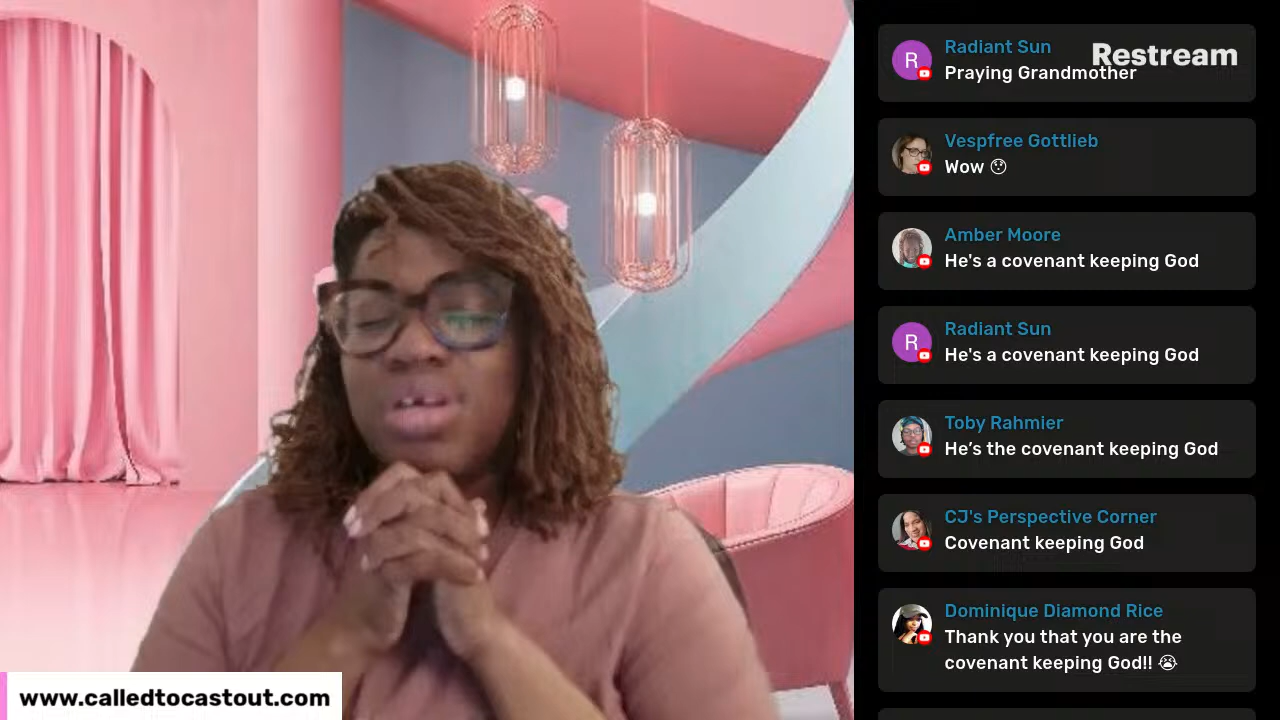 Radiant Sun
Restream
Praying Grandmother
Vespfree Gottlieb
Wow 😯
Amber Moore
He's a covenant keeping God
Radiant Sun
He's a covenant keeping God
Toby Rahmier
He’s the covenant keeping God
CJ's Perspective Corner
Covenant keeping God
Dominique Diamond Rice
Thank you that you are the
covenant keeping God!! 😭
www.calledtocastout.com
R
R